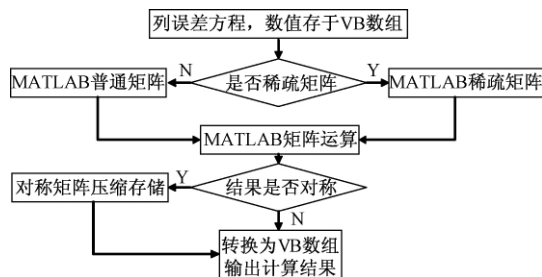 列误差方程，数值存于VB数组
N
Y
MATLAB普通矩阵
是否稀疏矩阵
MATLAB稀疏矩阵
MATLAB矩阵运算
Y
对称矩阵压缩存储
结果是否对称
N
转换为VB数组
输出计算结果